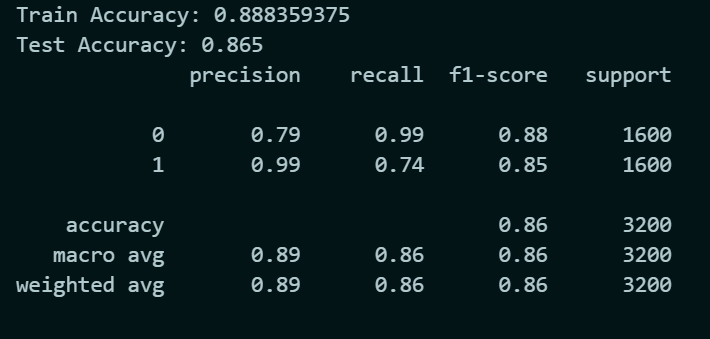 Train Accuracy: 0.888359375
Test Accuracy: 0.865
precision recall f1-score support
0 0.79 0.99 0.88 1600
1 0.99 0.74 0.85 1600
accuracy 0.86 3200
macro avg 0.89 0.86 0.86 3200
weighted avg 0.89 0.86 0.86 3200